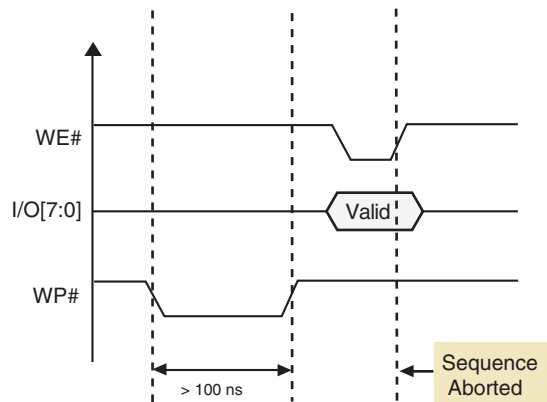 WE#
I/O[7:0]
Valid
WP#
> 100 ns
Sequence
Aborted